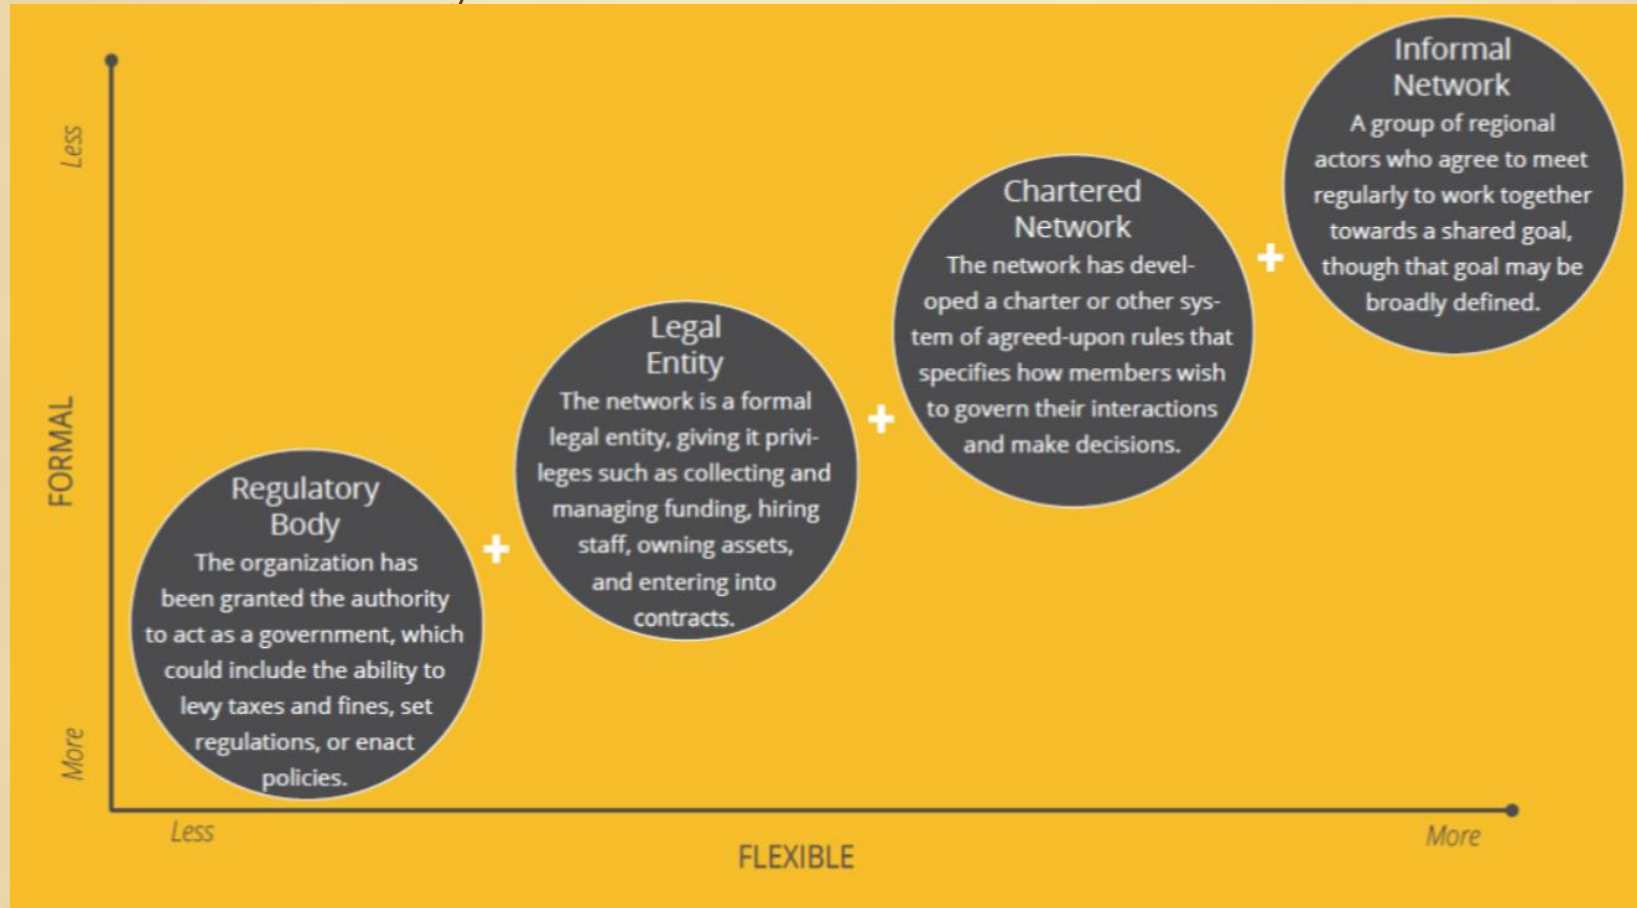 Informal
Network
A group of regional
actors who agree to meet
regularly to work together
towards a shared goal,
though that goal may be
broadly defined.
Chartered
Network
The network has devel-
oped a charter or other sys-
tem of agreed-upon rules that
specifies how members wish
to govern their interactions
and make decisions.
Legal
Entity
The network is a formal
legal entity, giving it privi-
leges such as collecting and
managing funding, hiring
staff, owning assets,
and entering into
contracts.
Regulatory
Body
The organization has
been granted the authority
to act as a government, which
could include the ability to
levy taxes and fines, set
regulations, or enact
policies.
+
+
+
Less
FORMAL
More
Less
FLEXIBLE
More